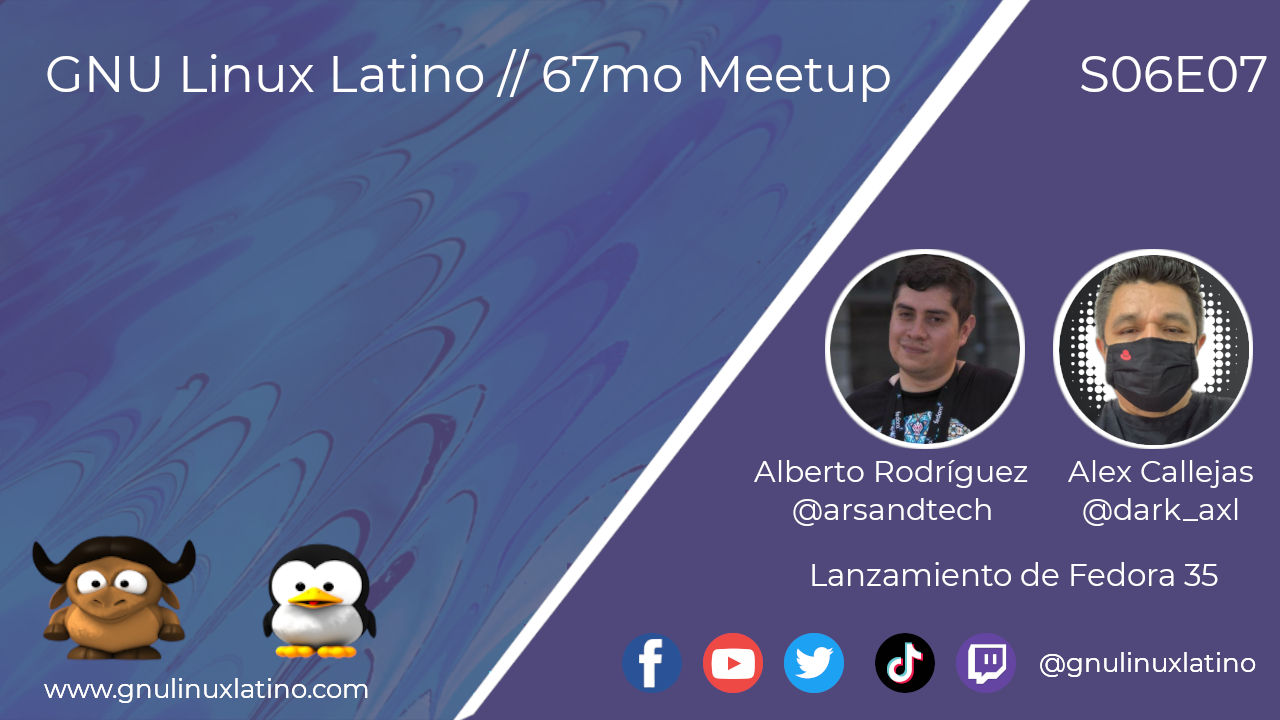 GNU Linux Latino // 67mo Meetup
S06E07
Alberto Rodríguez
@arsandtech
Alex Callejas
@dark_axl
Lanzamiento de Fedora 35
@gnulinuxlatino
www.gnulinuxlatino.com